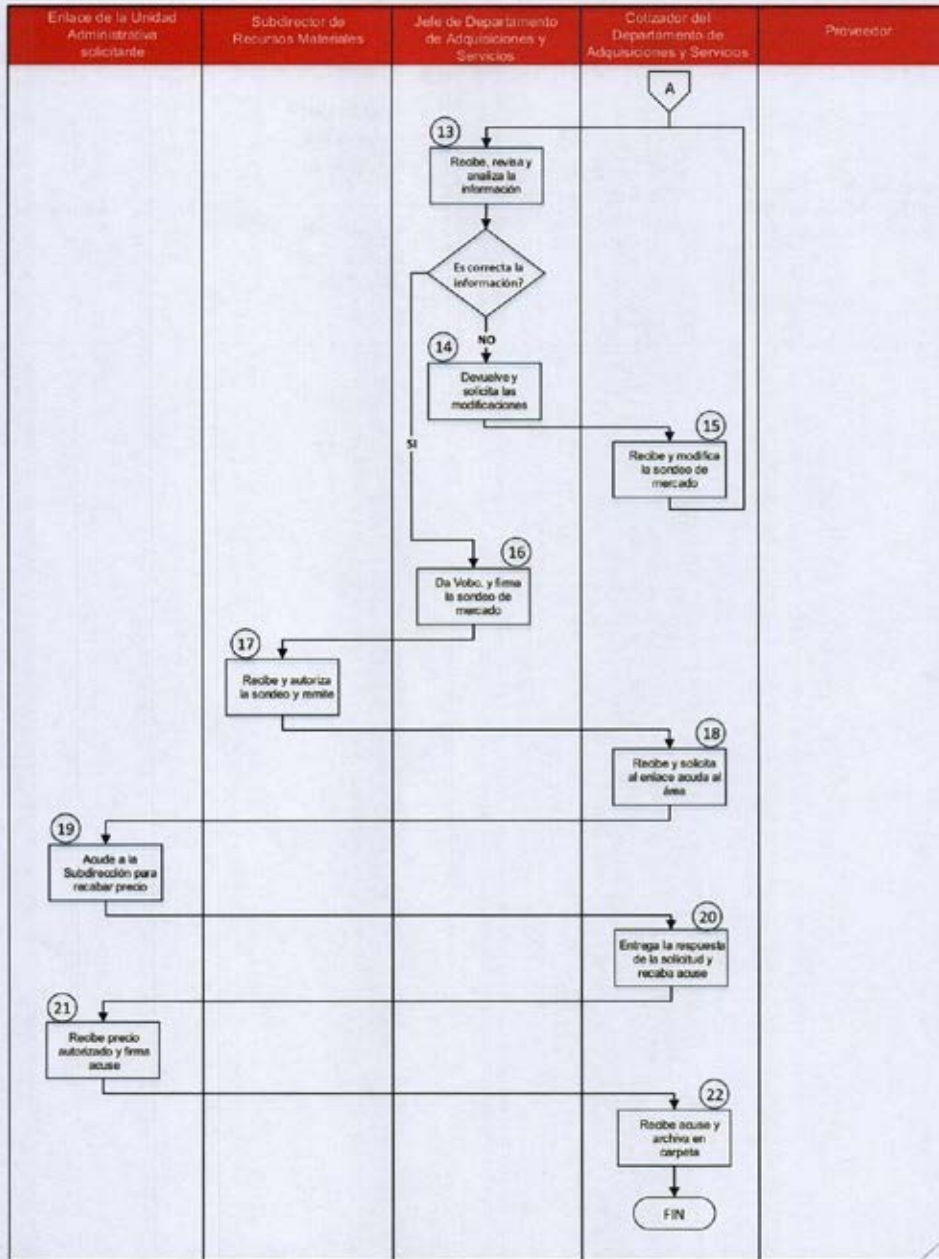 Enlace de la Unidad
Administrativa
solicitante
Subdirector de
Recursos Materiales
Jefe de Departamento
de Adquisiciones y
Servicios
Cotizador del
Departamento de
Adquisiciones y Servicios
Proveedor
A
13
Recibe, revisa y
analiza la
información
Es correcta la
información?
NO
14
Devuelve y
solicita las
modificaciones
15
Recibe y modifica
la sondeo de
mercado
SI
16
Da Vobo. y firma
la sondeo de
mercado
17
Recibe y autoriza
la sondeo y remite
18
Recibe y solicita
al enlace acuda al
área
19
Acude a la
Subdirección para
recabar precio
20
Entrega la respuesta
de la solicitud y
recaba acuse
21
Recibe precio
autorizado y firma
acuse
22
Recibe acuse y
archiva en
carpeta
FIN